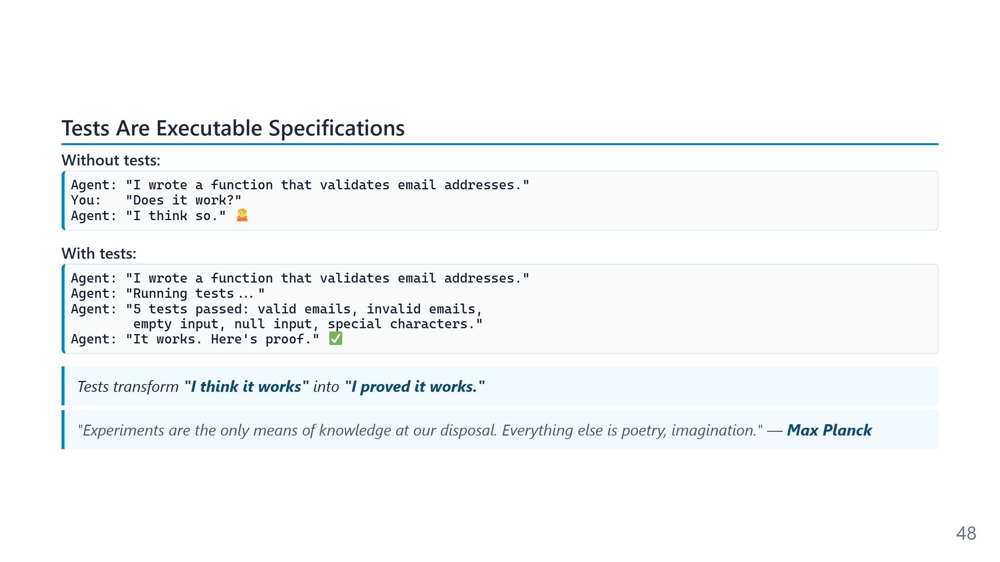 Tests Are Executable Specifications
Without tests:
Agent: "I wrote a function that validates email addresses."
You:   "Does it work?"
Agent: "I think so." 🤷
With tests:
Agent: "I wrote a function that validates email addresses."
Agent: "Running tests..."
Agent: "5 tests passed: valid emails, invalid emails,
        empty input, null input, special characters."
Agent: "It works. Here's proof." ✅
Tests transform "I think it works" into "I proved it works."
"Experiments are the only means of knowledge at our disposal. Everything else is poetry, imagination." — Max Planck
48